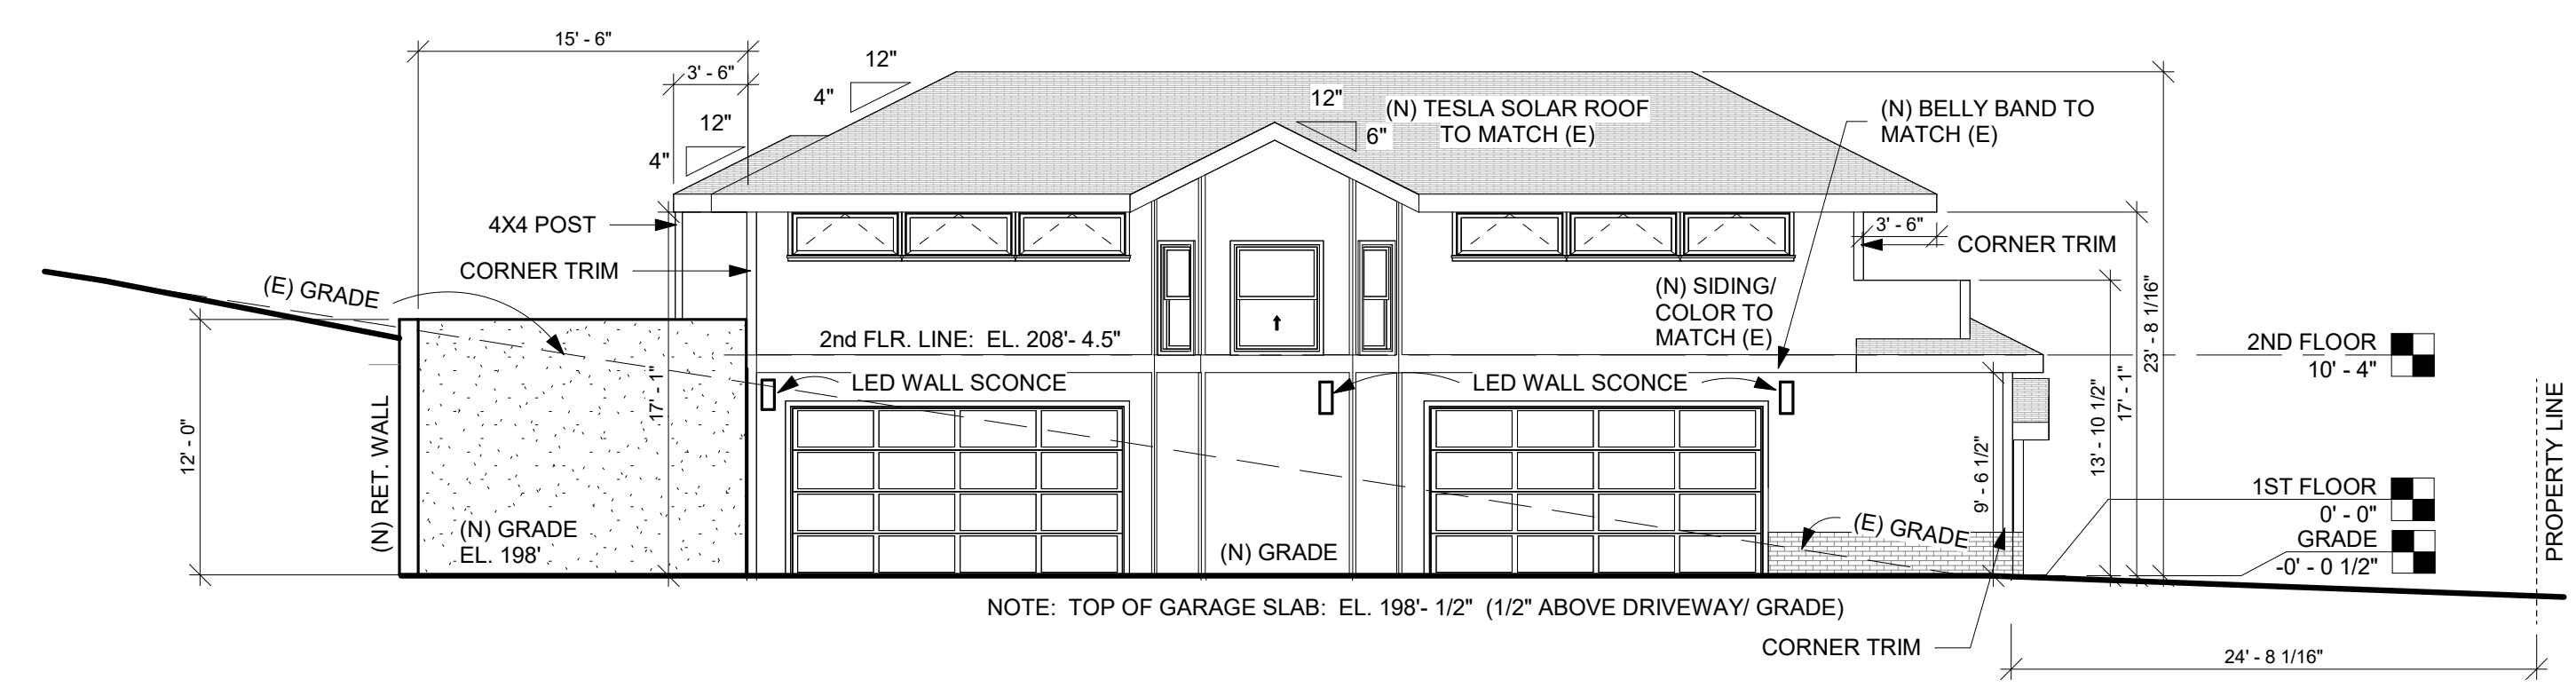 15' - 6"
3' - 6"
12"
4"
12"
4"
12"
6"
(N) TESLA SOLAR ROOF
TO MATCH (E)
(N) BELLY BAND TO
MATCH (E)
4X4 POST
CORNER TRIM
(E) GRADE
3' - 6"
CORNER TRIM
(N) SIDING/
COLOR TO
MATCH (E)
2nd FLR. LINE:  EL. 208'- 4.5"
LED WALL SCONCE
LED WALL SCONCE
17' - 1"
12' - 0"
(N) RET. WALL
(N) GRADE
EL. 198'
(N) GRADE
(E) GRADE
9' - 6 1/2"
13' - 10 1/2"
17' - 1"
23' - 8 1/16"
2ND FLOOR
10' - 4"
1ST FLOOR
0' - 0"
GRADE
-0' - 0 1/2"
PROPERTY LINE
NOTE:  TOP OF GARAGE SLAB:  EL. 198'- 1/2"  (1/2" ABOVE DRIVEWAY/ GRADE)
CORNER TRIM
24' - 8 1/16"